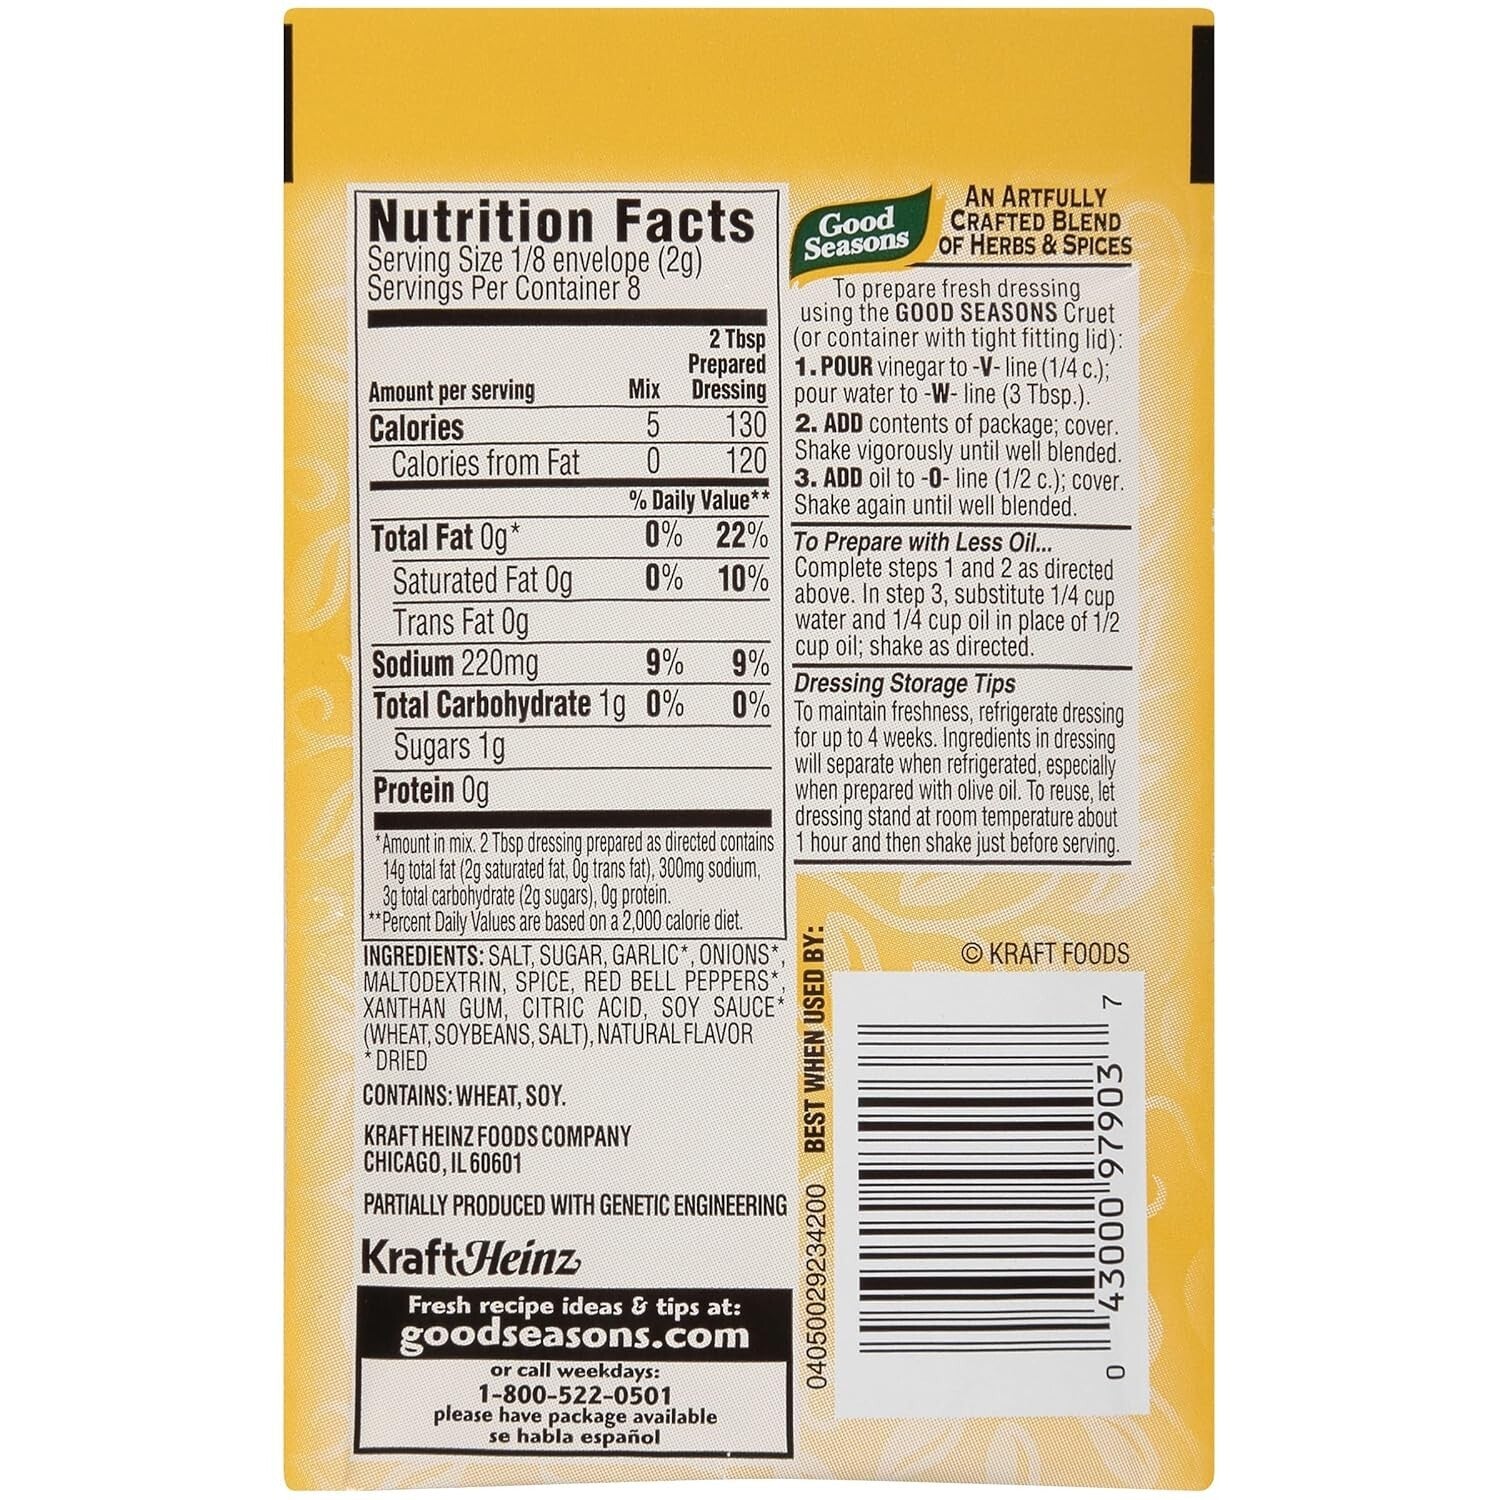 Nutrition Facts
Serving Size 1/8 envelope (2g)
Servings Per Container 8
2 Tbsp
Prepared
Amount per serving Mix Dressing
Calories 5 130
Calories from Fat 0 120
% Daily Value**
Total Fat 0g* 0% 22%
Saturated Fat 0g 0% 10%
Trans Fat 0g
Sodium 220mg 9% 9%
Total Carbohydrate 1g 0% 0%
Sugars 1g
Protein 0g
*Amount in mix. 2 Tbsp dressing prepared as directed contains
14g total fat (2g saturated fat, 0g trans fat), 300mg sodium,
3g total carbohydrate (2g sugars), 0g protein.
**Percent Daily Values are based on a 2,000 calorie diet.
INGREDIENTS: SALT, SUGAR, GARLIC*, ONIONS*,
MALTODEXTRIN, SPICE, RED BELL PEPPERS*,
XANTHAN GUM, CITRIC ACID, SOY SAUCE*
(WHEAT, SOYBEANS, SALT), NATURAL FLAVOR
*DRIED
CONTAINS: WHEAT, SOY.
KRAFT HEINZ FOODS COMPANY
CHICAGO, IL 60601
PARTIALLY PRODUCED WITH GENETIC ENGINEERING
KraftHeinz
Fresh recipe ideas & tips at:
goodseasons.com
or call weekdays:
1-800-522-0501
please have package available
se habla español
Good
Seasons
AN ARTFULLY
CRAFTED BLEND
OF HERBS & SPICES
To prepare fresh dressing
using the GOOD SEASONS Cruet
(or container with tight fitting lid):
1. POUR vinegar to -V- line (1/4 c.);
pour water to -W- line (3 Tbsp.).
2. ADD contents of package; cover.
Shake vigorously until well blended.
3. ADD oil to -O- line (1/2 c.); cover.
Shake again until well blended.
To Prepare with Less Oil...
Complete steps 1 and 2 as directed
above. In step 3, substitute 1/4 cup
water and 1/4 cup oil in place of 1/2
cup oil; shake as directed.
Dressing Storage Tips
To maintain freshness, refrigerate dressing
for up to 4 weeks. Ingredients in dressing
will separate when refrigerated, especially
when prepared with olive oil. To reuse, let
dressing stand at room temperature about
1 hour and then shake just before serving.
© KRAFT FOODS
BEST WHEN USED BY:
0405002923​4200
0 43000 97903 7